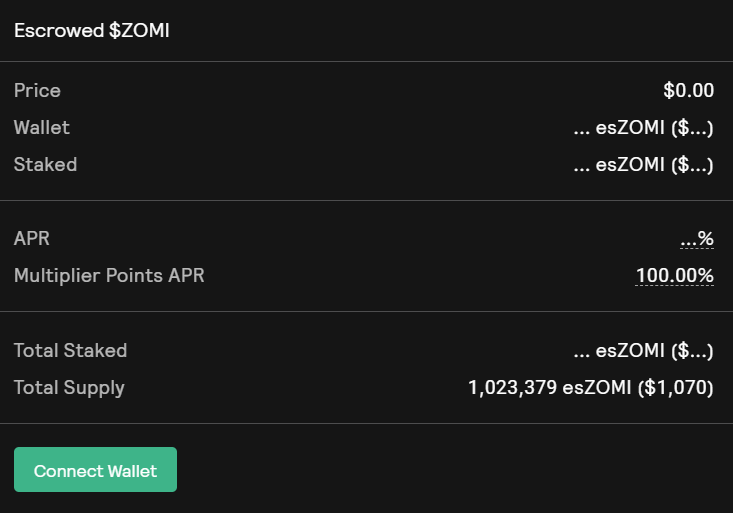 Escrowed $ZOMI
Price $0.00
Wallet ... esZOMI ($...)
Staked ... esZOMI ($...)
APR ...%
Multiplier Points APR 100.00%
Total Staked ... esZOMI ($...)
Total Supply 1,023,379 esZOMI ($1,070)
Connect Wallet